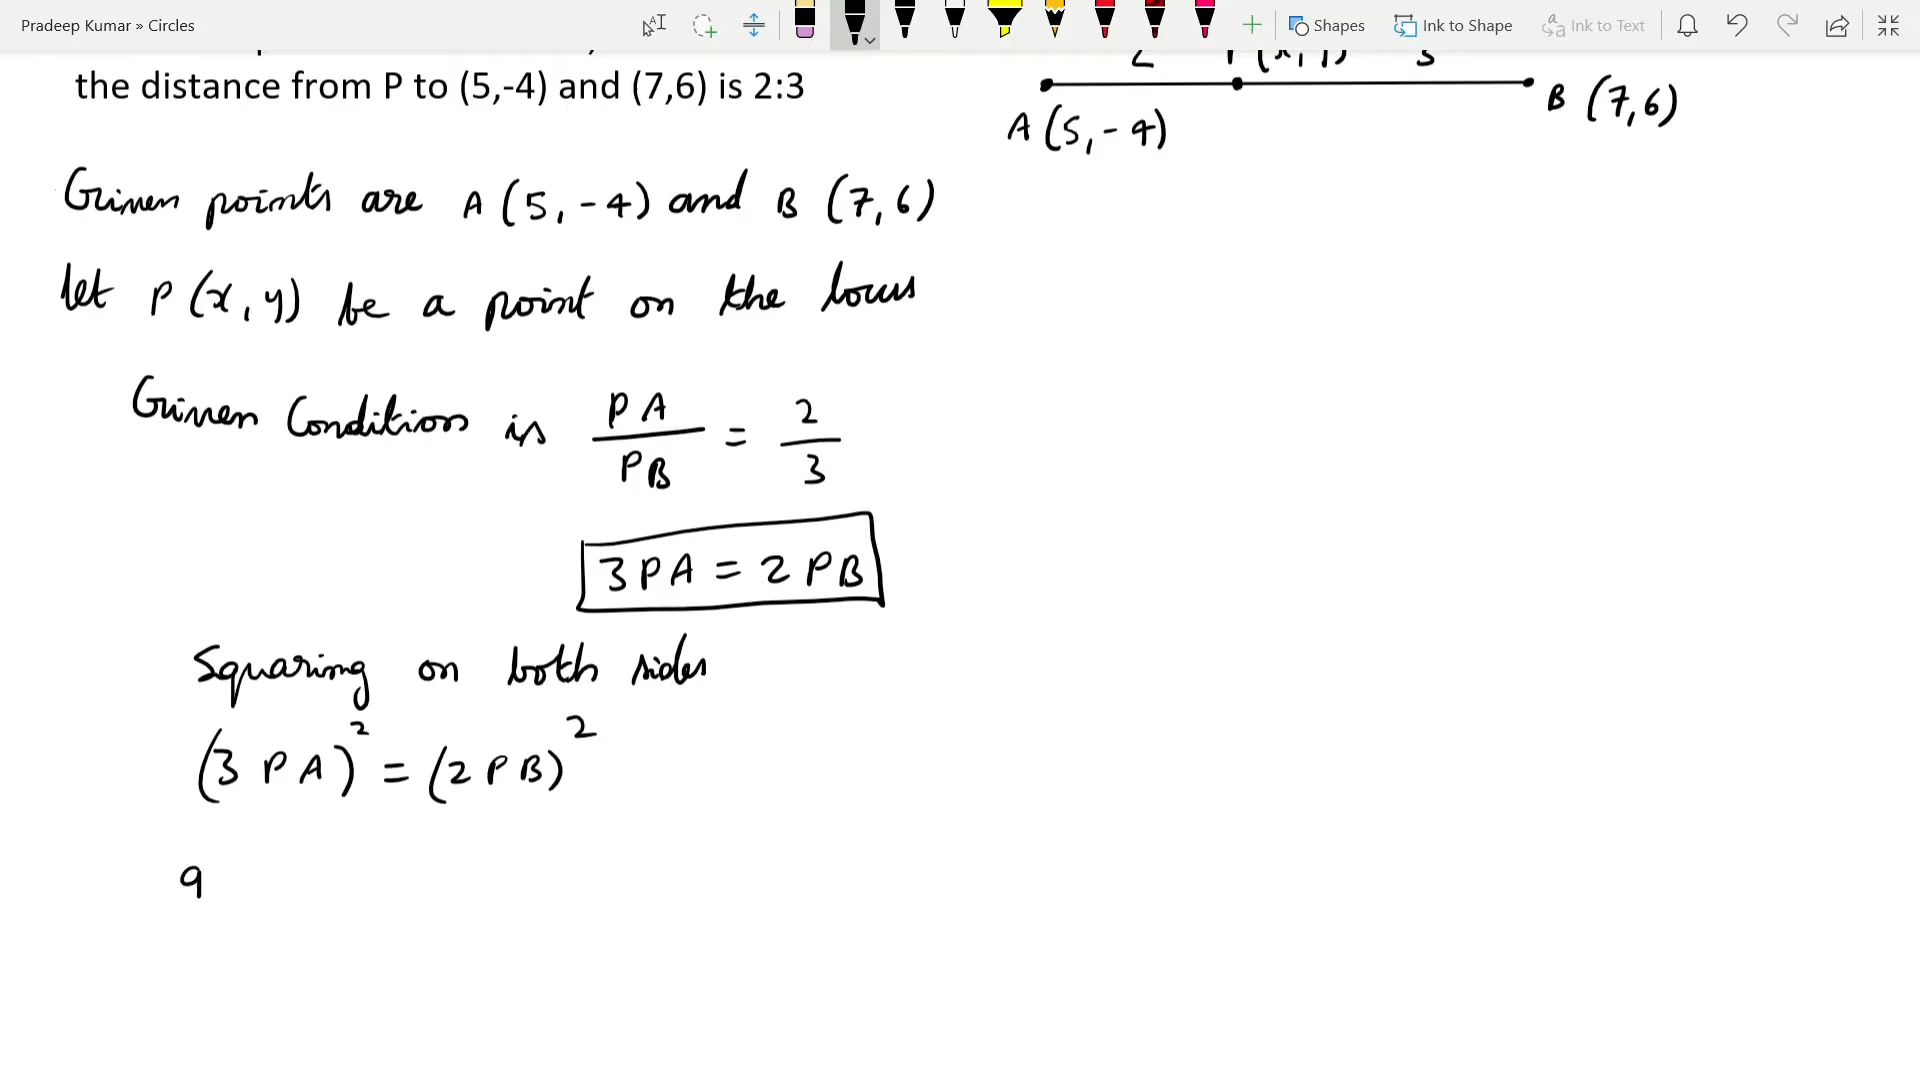 Pradeep Kumar » Circles
Shapes
Ink to Shape
Ink to Text
the distance from P to (5,-4) and (7,6) is 2:3
A (5, -4)
B (7,6)
Given points are A (5, -4) and B (7, 6)
let P (x, y) be a point on the locus
Given Condition is PA/PB = 2/3
3PA = 2PB
Squaring on both sides
(3 PA)² = (2 PB)²
9